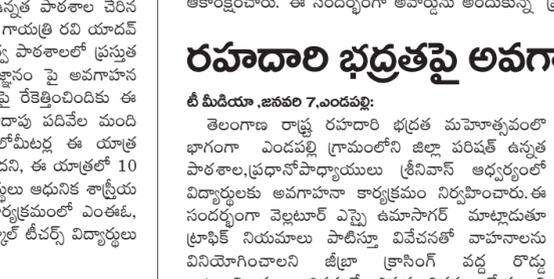 న్నత పాఠశాల చెరిన
గాయత్రి రవి యాదవ్
పాఠశాలలో ప్రస్తుత
జ్ఞానం పై అవగాహన
పై రేకెత్తించిందికు ఈ
దాపు పదివేల మంది
లోమీటర్ల ఈ యాత్ర
దని, ఈ యాత్రలో 10
ర్థులు ఆధునిక శాస్త్రీయ
ర్యక్రమంలో ఎంఈఓ,
కూల్ టీచర్స్ విద్యార్థులు
ఆకాంక్షించారు. ఈ సందర్భంగా అవార్డును అందుకున్న
రహదారి భద్రతపై అవగా
టీ మీడియా ,జనవరి 7,ఎండపల్లి:
తెలంగాణ రాష్ట్ర రహదారి భద్రత మహెూత్సవంలో
భాగంగా ఎండపల్లి గ్రామంలోని జిల్లా పరిషత్ ఉన్నత
పాఠశాల,ప్రధానోపాధ్యాయులు శ్రీనివాస్ ఆధ్వర్యంలో
విద్యార్థులకు అవగాహనా కార్యక్రమం నిర్వహించారు.ఈ
సందర్భంగా వెల్గటూర్ ఎస్సై ఉమాసాగర్ మాట్లాడుతూ
ట్రాఫిక్ నియమాలు పాటిస్తూ వివేచనతో వాహనాలను
వినియోగించాలని జీబ్రా క్రాసింగ్ వద్ద రొడ్డు